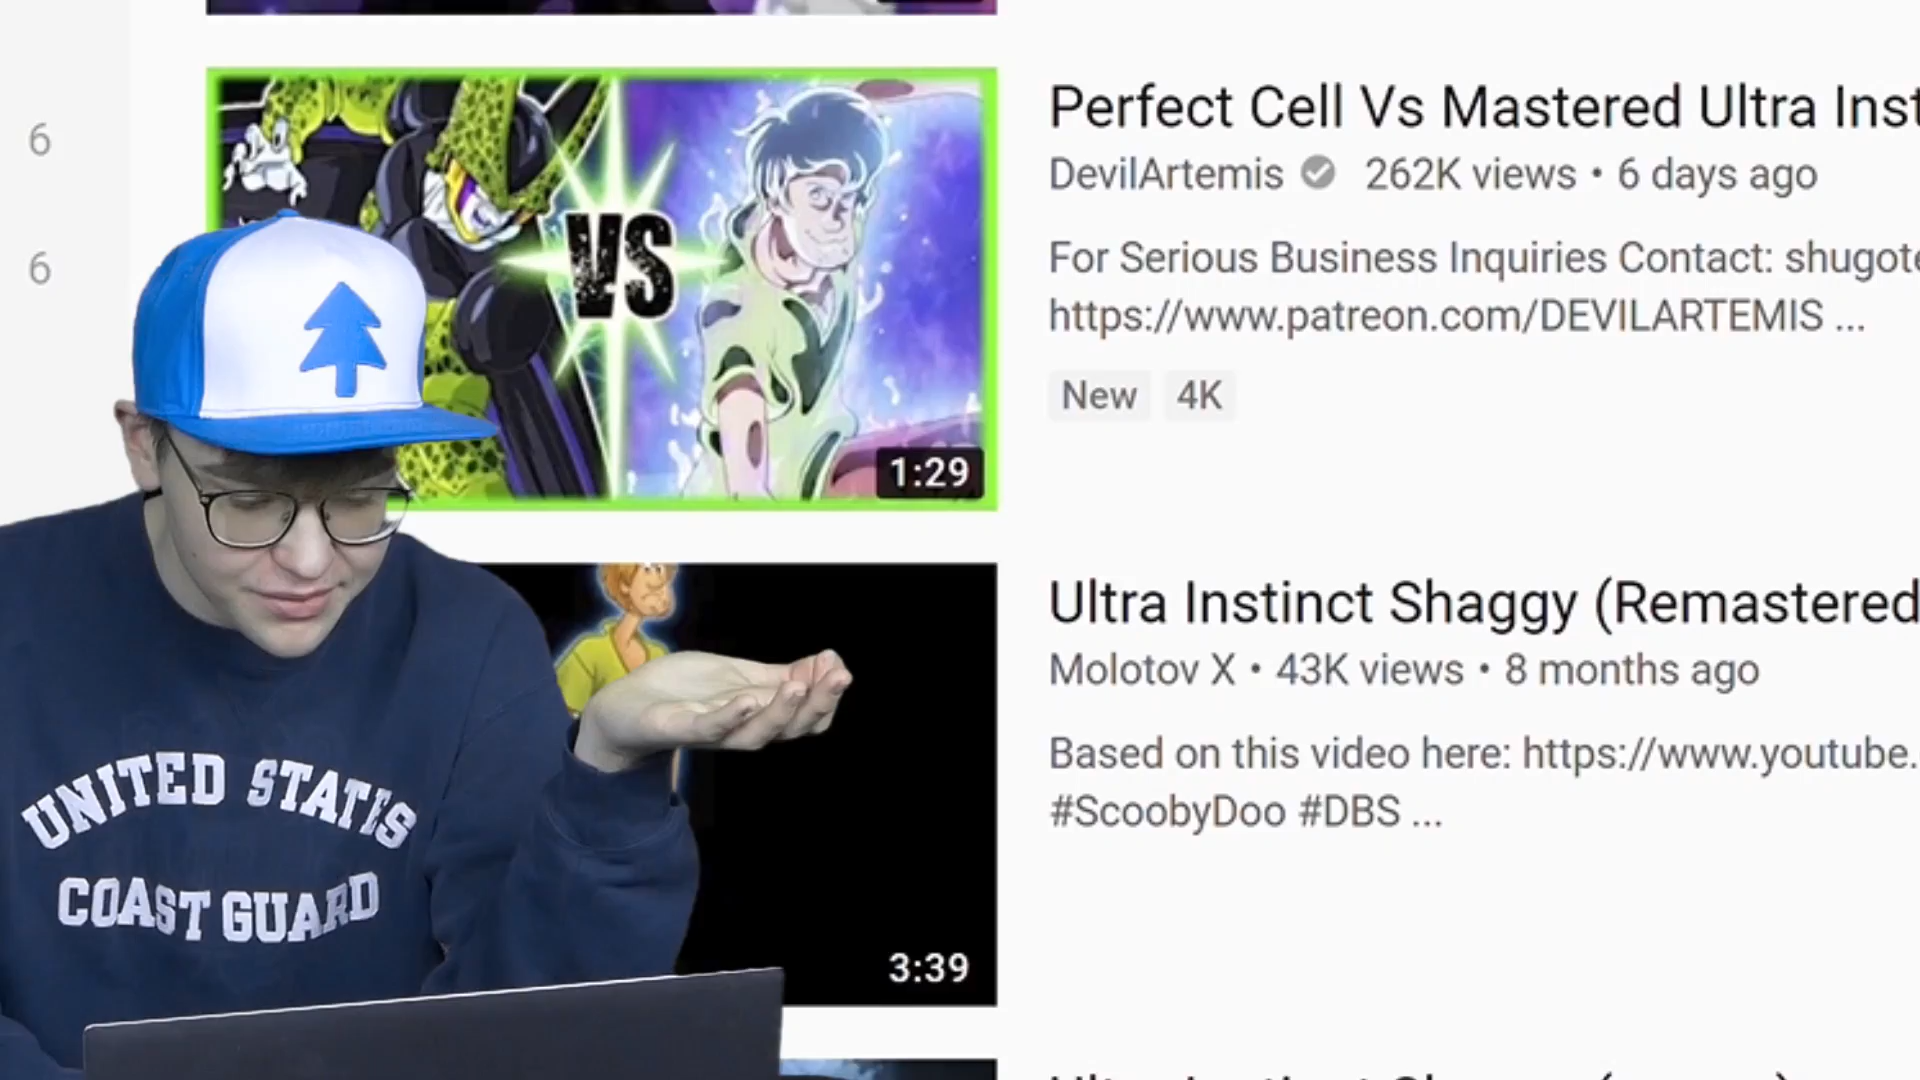 6
6
VS
1:29
Perfect Cell Vs Mastered Ultra Inst
DevilArtemis 262K views • 6 days ago
For Serious Business Inquiries Contact: shugote
https://www.patreon.com/DEVILARTEMIS ...
New 4K
3:39
Ultra Instinct Shaggy (Remastered
Molotov X • 43K views • 8 months ago
Based on this video here: https://www.youtube.
#ScoobyDoo #DBS ...
UNITED STATES
COAST GUARD